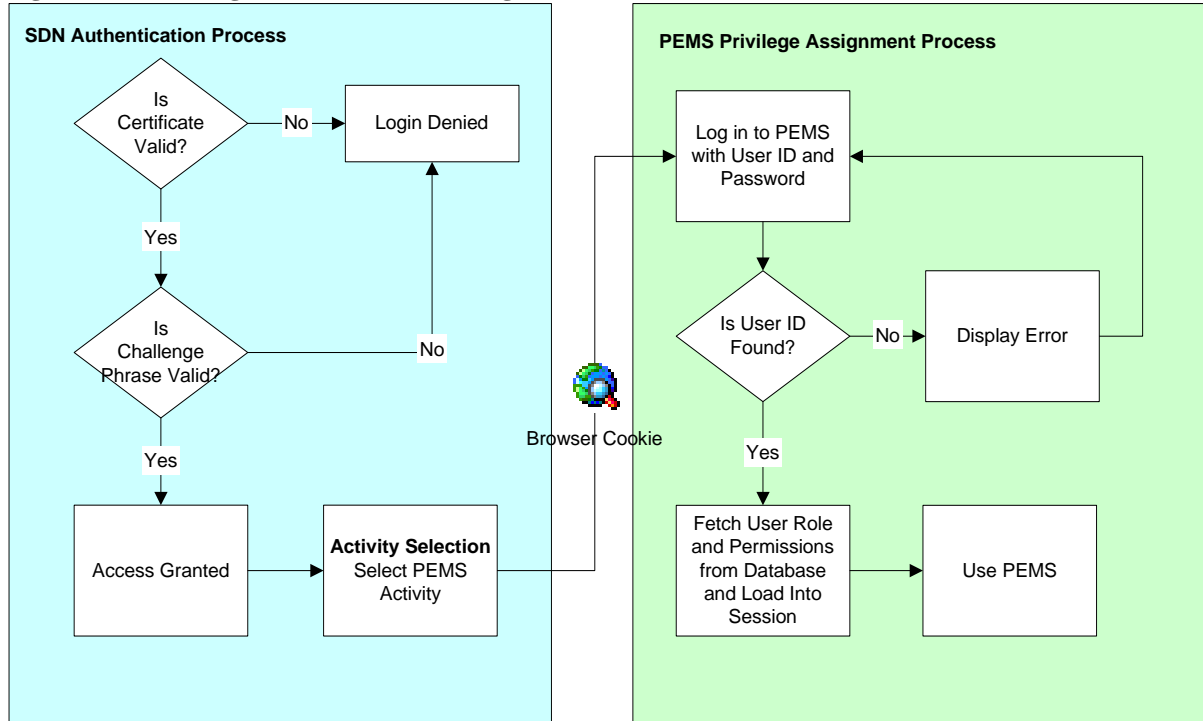 SDN Authentication Process
Is
Certificate
Valid?
No
Login Denied
Yes
Is
Challenge
Phrase Valid?
No
Yes
Access Granted
Activity Selection
Select PEMS
Activity
Browser Cookie
PEMS Privilege Assignment Process
Log in to PEMS
with User ID and
Password
Is User ID
Found?
No
Display Error
Yes
Fetch User Role
and Permissions
from Database
and Load Into
Session
Use PEMS